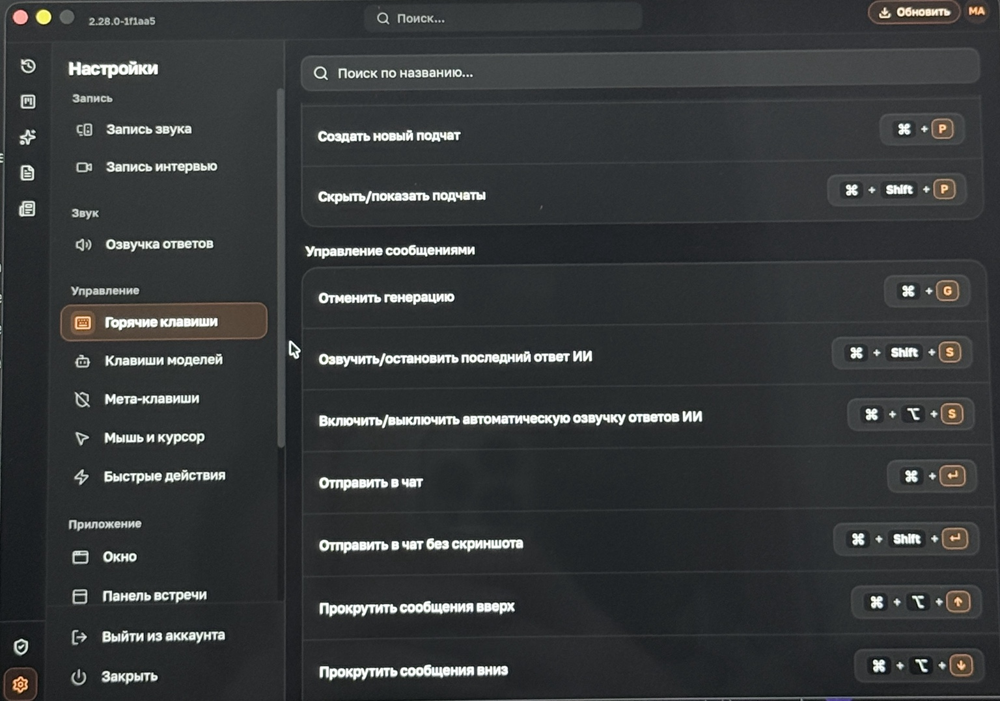 2.28.0-1f1aa5
Поиск...
Обновить
MA
Настройки
Запись
Запись звука
Запись интервью
Звук
Озвучка ответов
Управление
Горячие клавиши
Клавиши моделей
Мета-клавиши
Мышь и курсор
Быстрые действия
Приложение
Окно
Панель встречи
Выйти из аккаунта
Закрыть
Поиск по названию...
Создать новый подчат ⌘ + P
Скрыть/показать подчаты ⌘ + Shift + P
Управление сообщениями
Отменить генерацию ⌘ + G
Озвучить/остановить последний ответ ИИ ⌘ + Shift + S
Включить/выключить автоматическую озвучку ответов ИИ ⌘ + ⌥ + S
Отправить в чат ⌘ + ↵
Отправить в чат без скриншота ⌘ + Shift + ↵
Прокрутить сообщения вверх ⌘ + ⌥ + ↑
Прокрутить сообщения вниз ⌘ + ⌥ + ↓